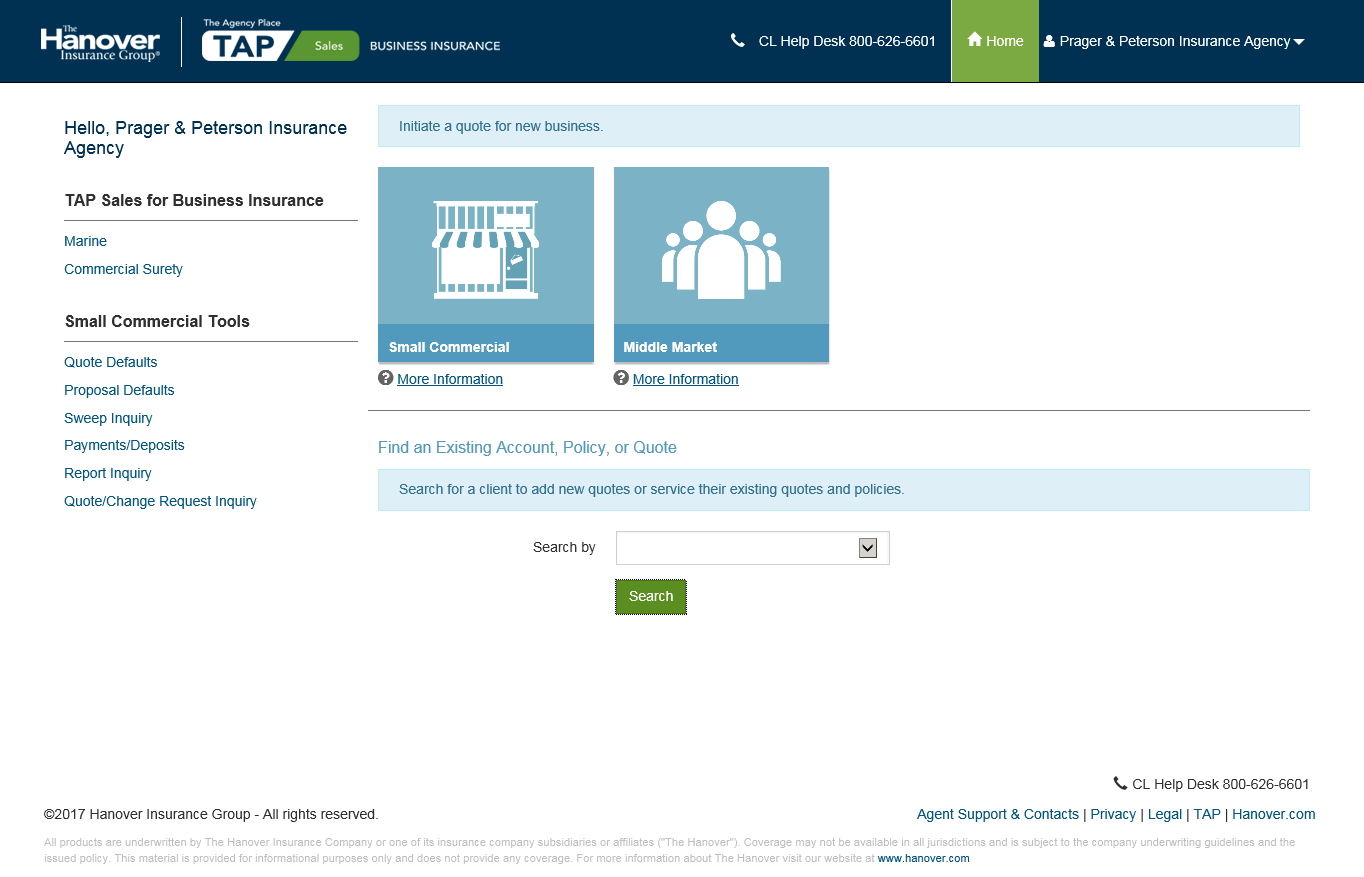 The
Hanover
Insurance Group®
The Agency Place
TAP Sales
BUSINESS INSURANCE
CL Help Desk 800-626-6601
Home
Prager & Peterson Insurance Agency
Hello, Prager & Peterson Insurance
Agency
TAP Sales for Business Insurance
Marine
Commercial Surety
Small Commercial Tools
Quote Defaults
Proposal Defaults
Sweep Inquiry
Payments/Deposits
Report Inquiry
Quote/Change Request Inquiry
Initiate a quote for new business.
Small Commercial
Middle Market
? More Information
? More Information
Find an Existing Account, Policy, or Quote
Search for a client to add new quotes or service their existing quotes and policies.
Search by
Search
CL Help Desk 800-626-6601
©2017 Hanover Insurance Group - All rights reserved.
Agent Support & Contacts | Privacy | Legal | TAP | Hanover.com
All products are underwritten by The Hanover Insurance Company or one of its insurance company subsidiaries or affiliates ("The Hanover"). Coverage may not be available in all jurisdictions and is subject to the company underwriting guidelines and the
issued policy. This material is provided for informational purposes only and does not provide any coverage. For more information about The Hanover visit our website at www.hanover.com